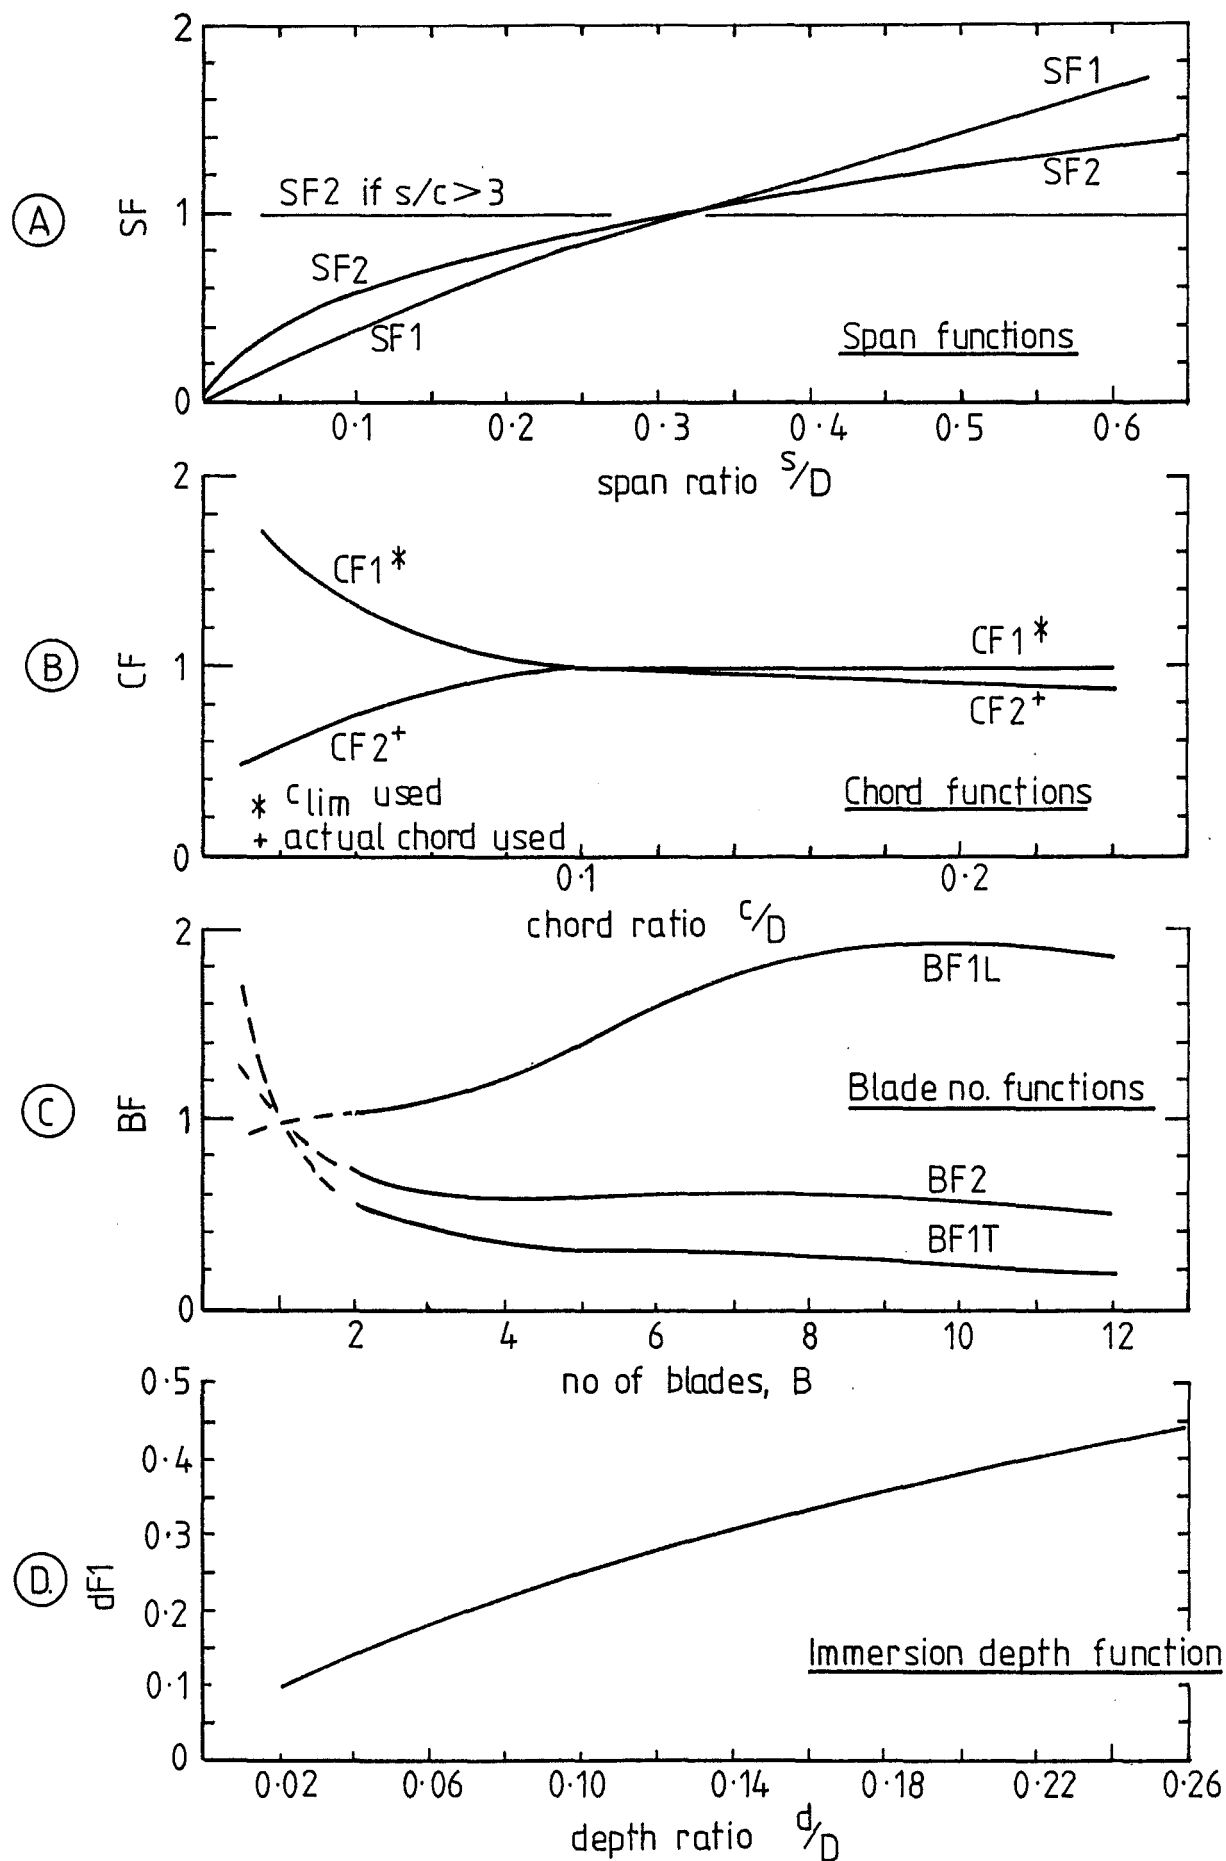 2
SF1
SF2
SF2 if s/c>3
A
SF
1
SF2
SF1
Span functions
0
0·1 0·2 0·3 0·4 0·5 0·6
span ratio s/D
2
CF1*
CF1*
B
CF
1
CF2+
CF2+
* clim used
+ actual chord used
Chord functions
0
0·1 0·2
chord ratio c/D
2
BF1L
C
BF
1
Blade no. functions
BF2
BF1T
0
2 4 6 8 10 12
no of blades, B
0·5
0·4
0·3
D.
dF1
0·2
Immersion depth function
0·1
0
0·02 0·06 0·10 0·14 0·18 0·22 0·26
depth ratio d/D